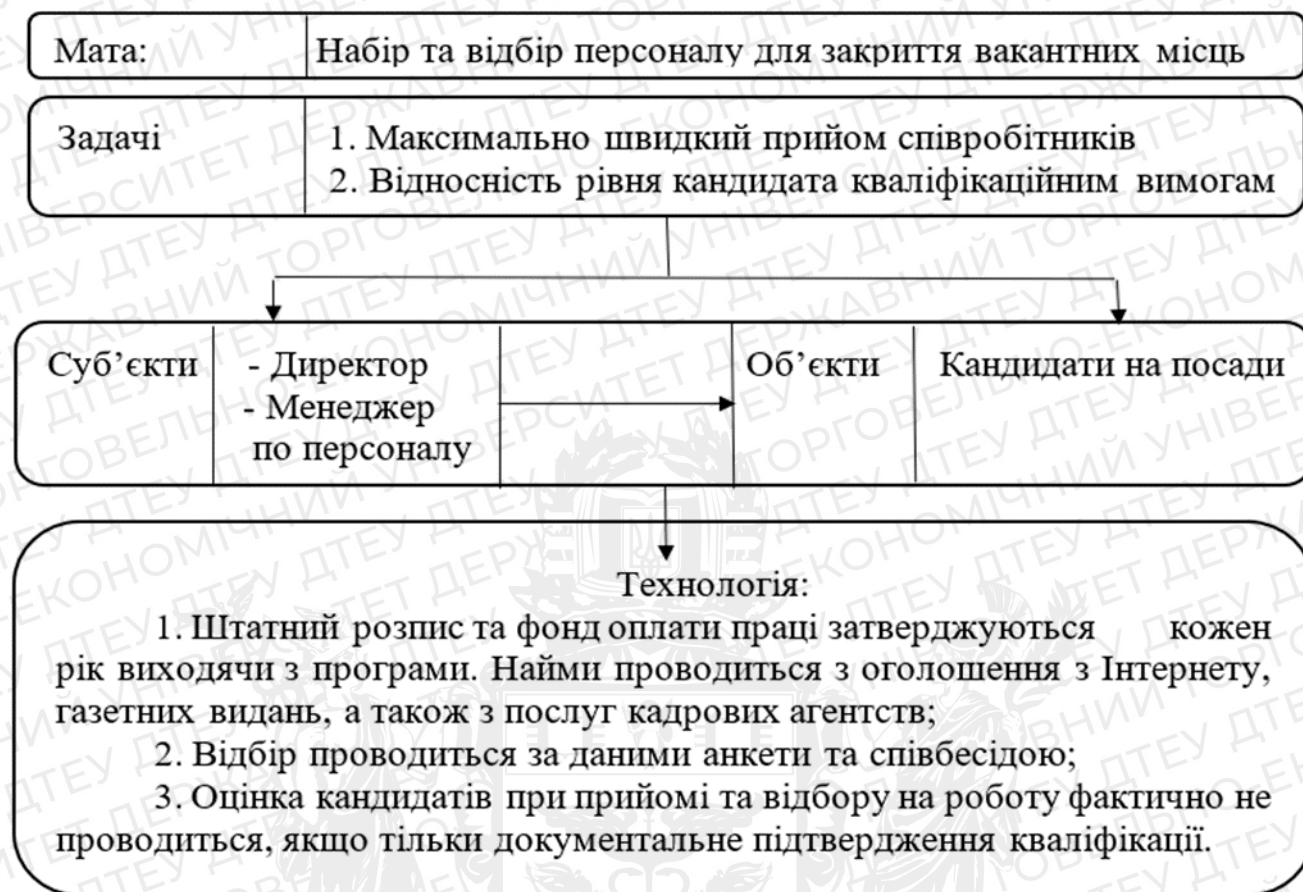 Мата: Набір та відбір персоналу для закриття вакантних місць
Задачі 1. Максимально швидкий прийом співробітників
2. Відносність рівня кандидата кваліфікаційним вимогам
Суб’єкти - Директор Об’єкти Кандидати на посади
- Менеджер
по персоналу
Технологія:
1. Штатний розпис та фонд оплати праці затверджуються кожен
рік виходячи з програми. Найми проводиться з оголошення з Інтернету,
газетних видань, а також з послуг кадрових агентств;
2. Відбір проводиться за даними анкети та співбесідою;
3. Оцінка кандидатів при прийомі та відбору на роботу фактично не
проводиться, якщо тільки документальне підтвердження кваліфікації.